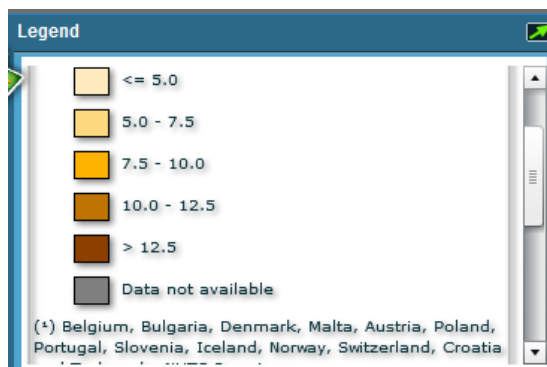 Legend
<= 5.0
5.0 - 7.5
7.5 - 10.0
10.0 - 12.5
> 12.5
Data not available
(¹) Belgium, Bulgaria, Denmark, Malta, Austria, Poland,
Portugal, Slovenia, Iceland, Norway, Switzerland, Croatia